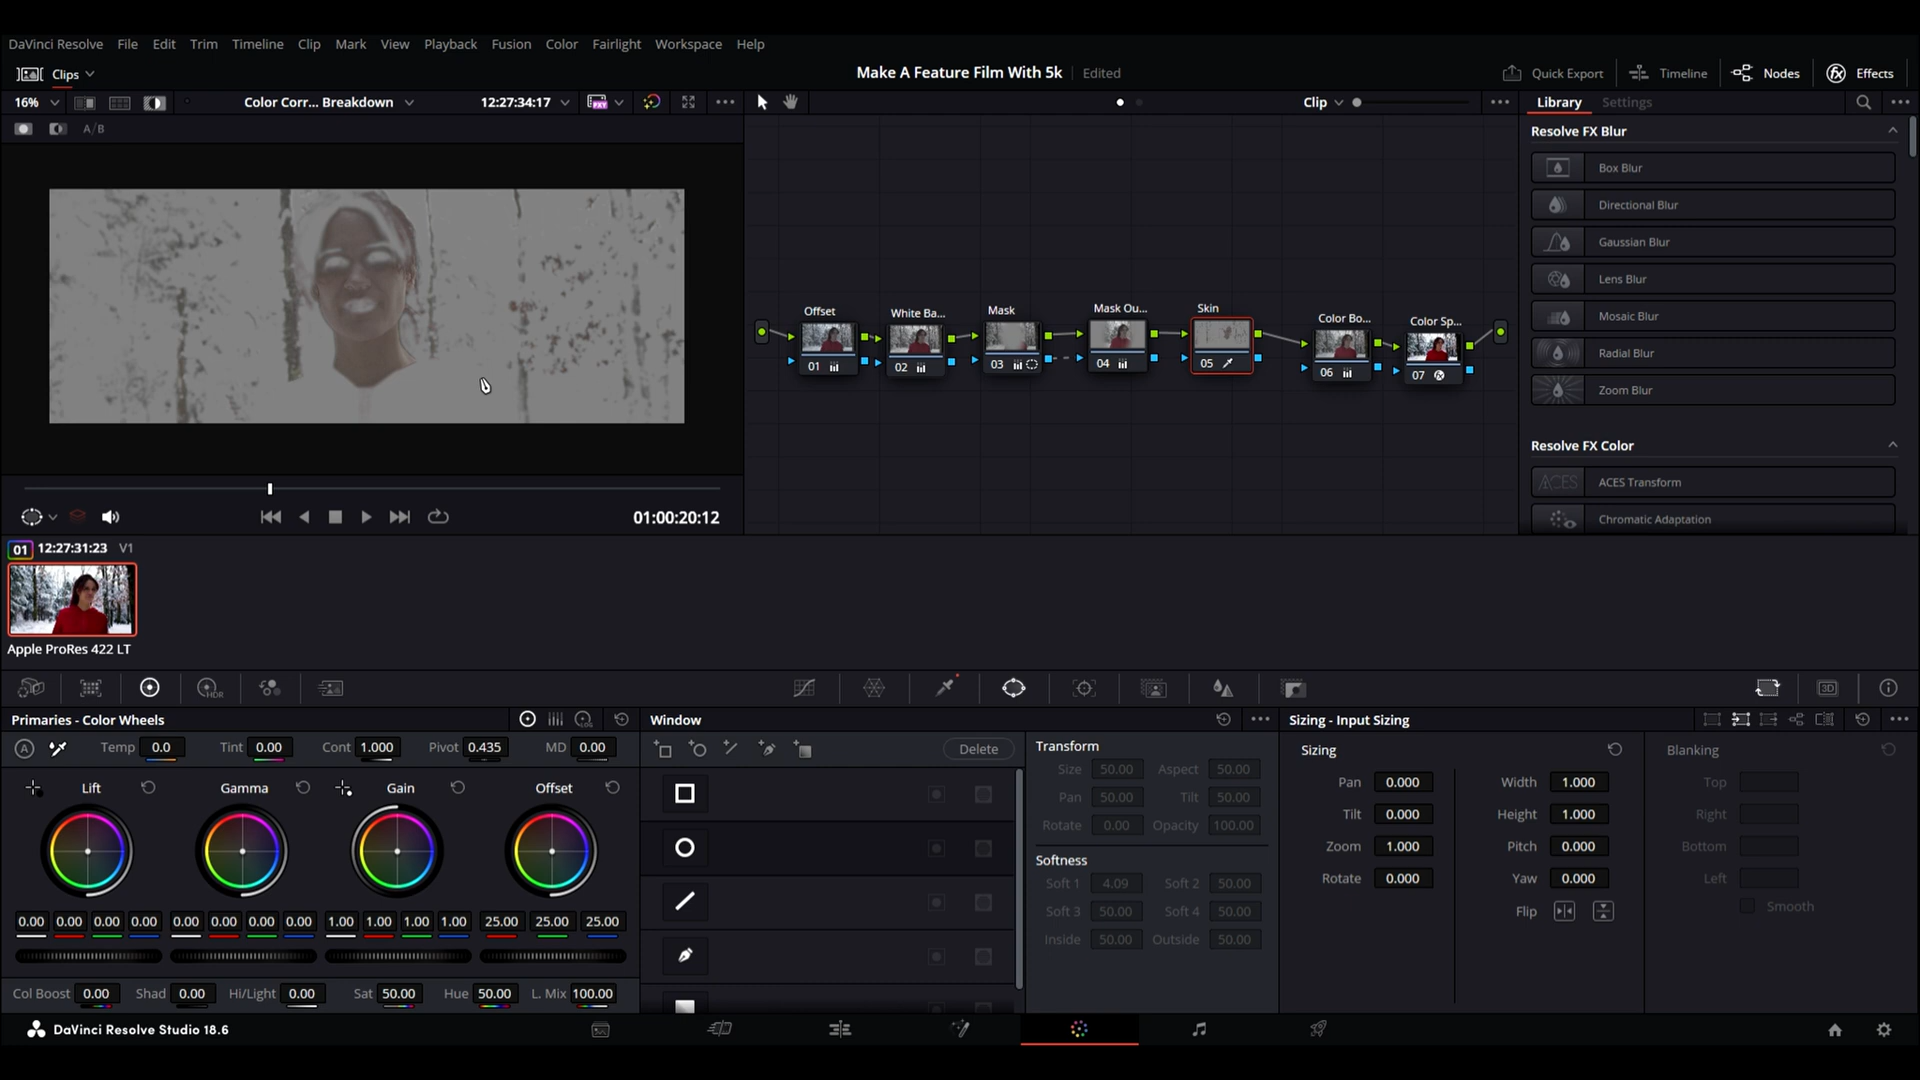 DaVinci Resolve File Edit Trim Timeline Clip Mark View Playback Fusion Color Fairlight Workspace Help
Clips Make A Feature Film With 5k Edited Quick Export Timeline Nodes Effects
16% Color Corr... Breakdown 12:27:34:17 Clip Library Settings
A/B
Resolve FX Blur
Box Blur
Directional Blur
Gaussian Blur
Lens Blur
Mosaic Blur
Radial Blur
Zoom Blur
Resolve FX Color
ACES ACES Transform
Chromatic Adaptation
Offset White Ba... Mask Mask Ou... Skin Color Bo... Color Sp...
01 02 03 04 05 06 07
01:00:20:12
01 12:27:31:23 V1
Apple ProRes 422 LT
HDR 3D
Primaries - Color Wheels Window Sizing - Input Sizing
A Temp 0.0 Tint 0.00 Cont 1.000 Pivot 0.435 MD 0.00
Lift Gamma Gain Offset
0.00 0.00 0.00 0.00 0.00 0.00 0.00 0.00 1.00 1.00 1.00 1.00 25.00 25.00 25.00
Col Boost 0.00 Shad 0.00 Hi/Light 0.00 Sat 50.00 Hue 50.00 L. Mix 100.00
Delete
Transform
Size 50.00 Aspect 50.00
Pan 50.00 Tilt 50.00
Rotate 0.00 Opacity 100.00
Softness
Soft 1 4.09 Soft 2 50.00
Soft 3 50.00 Soft 4 50.00
Inside 50.00 Outside 50.00
Sizing Blanking
Pan 0.000 Width 1.000 Top
Tilt 0.000 Height 1.000 Right
Zoom 1.000 Pitch 0.000 Bottom
Rotate 0.000 Yaw 0.000 Left
Flip Smooth
DaVinci Resolve Studio 18.6